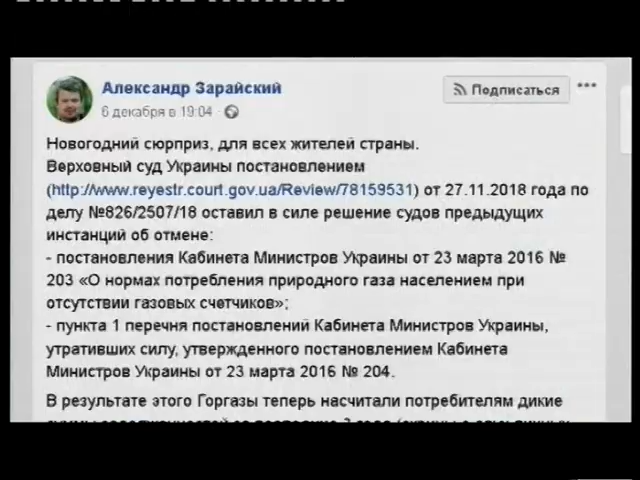 Александр Зарайский
Подписаться
6 декабря в 19:04
Новогодний сюрприз, для всех жителей страны.
Верховный суд Украины постановлением
(http://www.reyestr.court.gov.ua/Review/78159531) от 27.11.2018 года по
делу №826/2507/18 оставил в силе решение судов предыдущих
инстанций об отмене:
- постановления Кабинета Министров Украины от 23 марта 2016 №
203 «О нормах потребления природного газа населением при
отсутствии газовых счетчиков»;
- пункта 1 перечня постановлений Кабинета Министров Украины,
утративших силу, утвержденного постановлением Кабинета
Министров Украины от 23 марта 2016 № 204.
В результате этого Горгазы теперь насчитали потребителям дикие